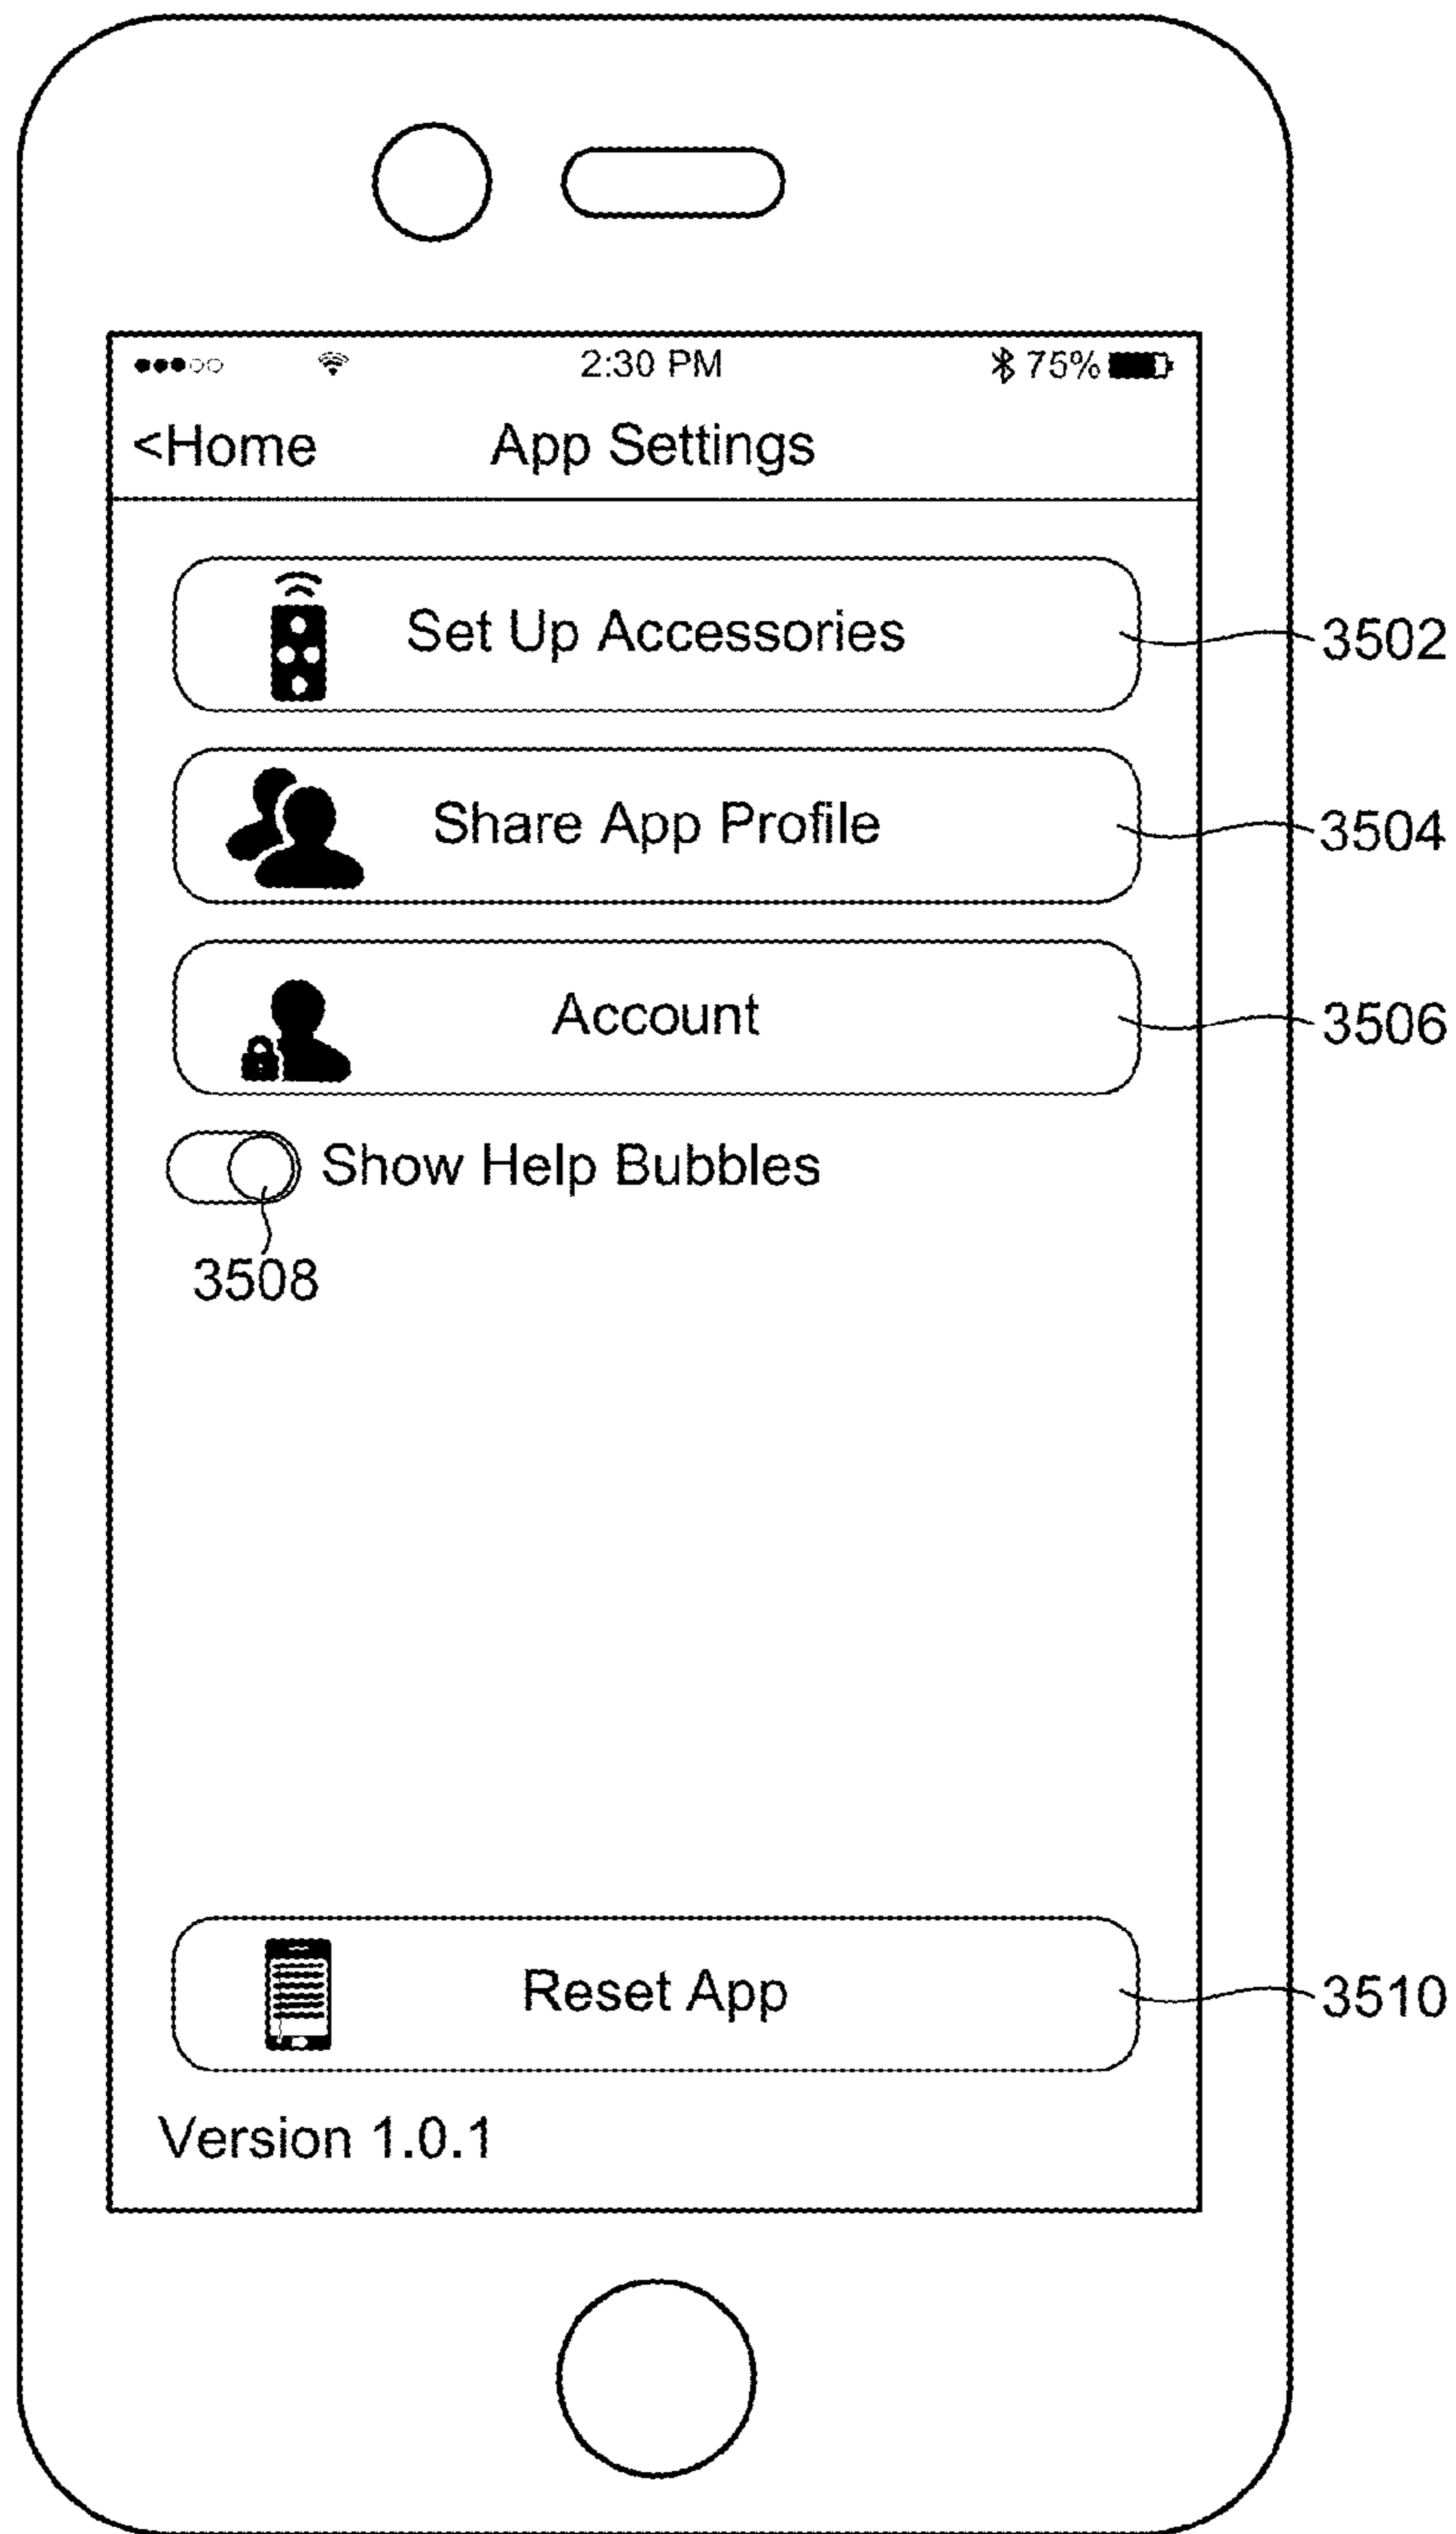 2:30 PM 75%
<Home App Settings
Set Up Accessories 3502
Share App Profile 3504
Account 3506
Show Help Bubbles
3508
Reset App 3510
Version 1.0.1